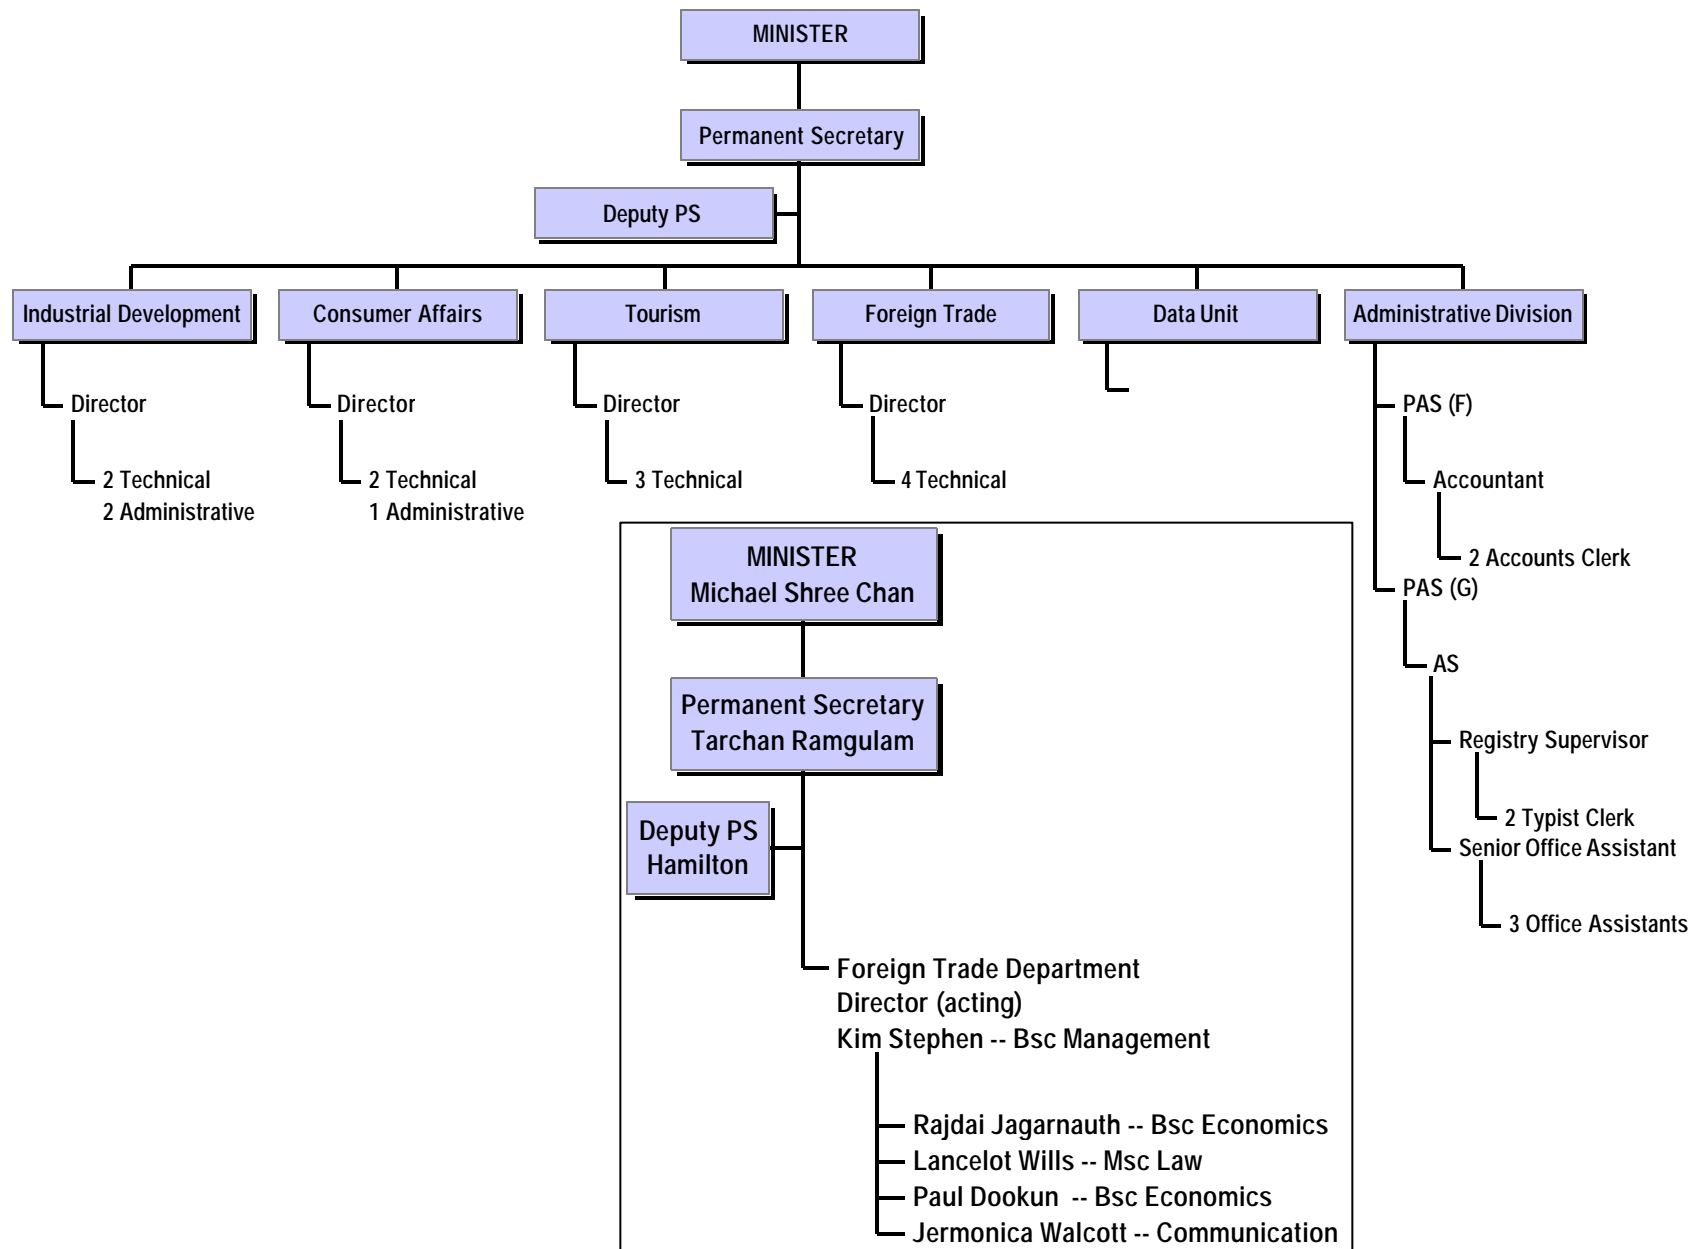 MINISTER
Permanent Secretary
Deputy PS
Industrial Development
Consumer Affairs
Tourism
Foreign Trade
Data Unit
Administrative Division
Director
2 Technical
2 Administrative
Director
2 Technical
1 Administrative
Director
3 Technical
Director
4 Technical
PAS (F)
Accountant
2 Accounts Clerk
PAS (G)
AS
Registry Supervisor
2 Typist Clerk
Senior Office Assistant
3 Office Assistants
MINISTER
Michael Shree Chan
Permanent Secretary
Tarchan Ramgulam
Deputy PS
Hamilton
Foreign Trade Department
Director (acting)
Kim Stephen -- Bsc Management
Rajdai Jagarnauth -- Bsc Economics
Lancelot Wills -- Msc Law
Paul Dookun -- Bsc Economics
Jermonica Walcott -- Communication